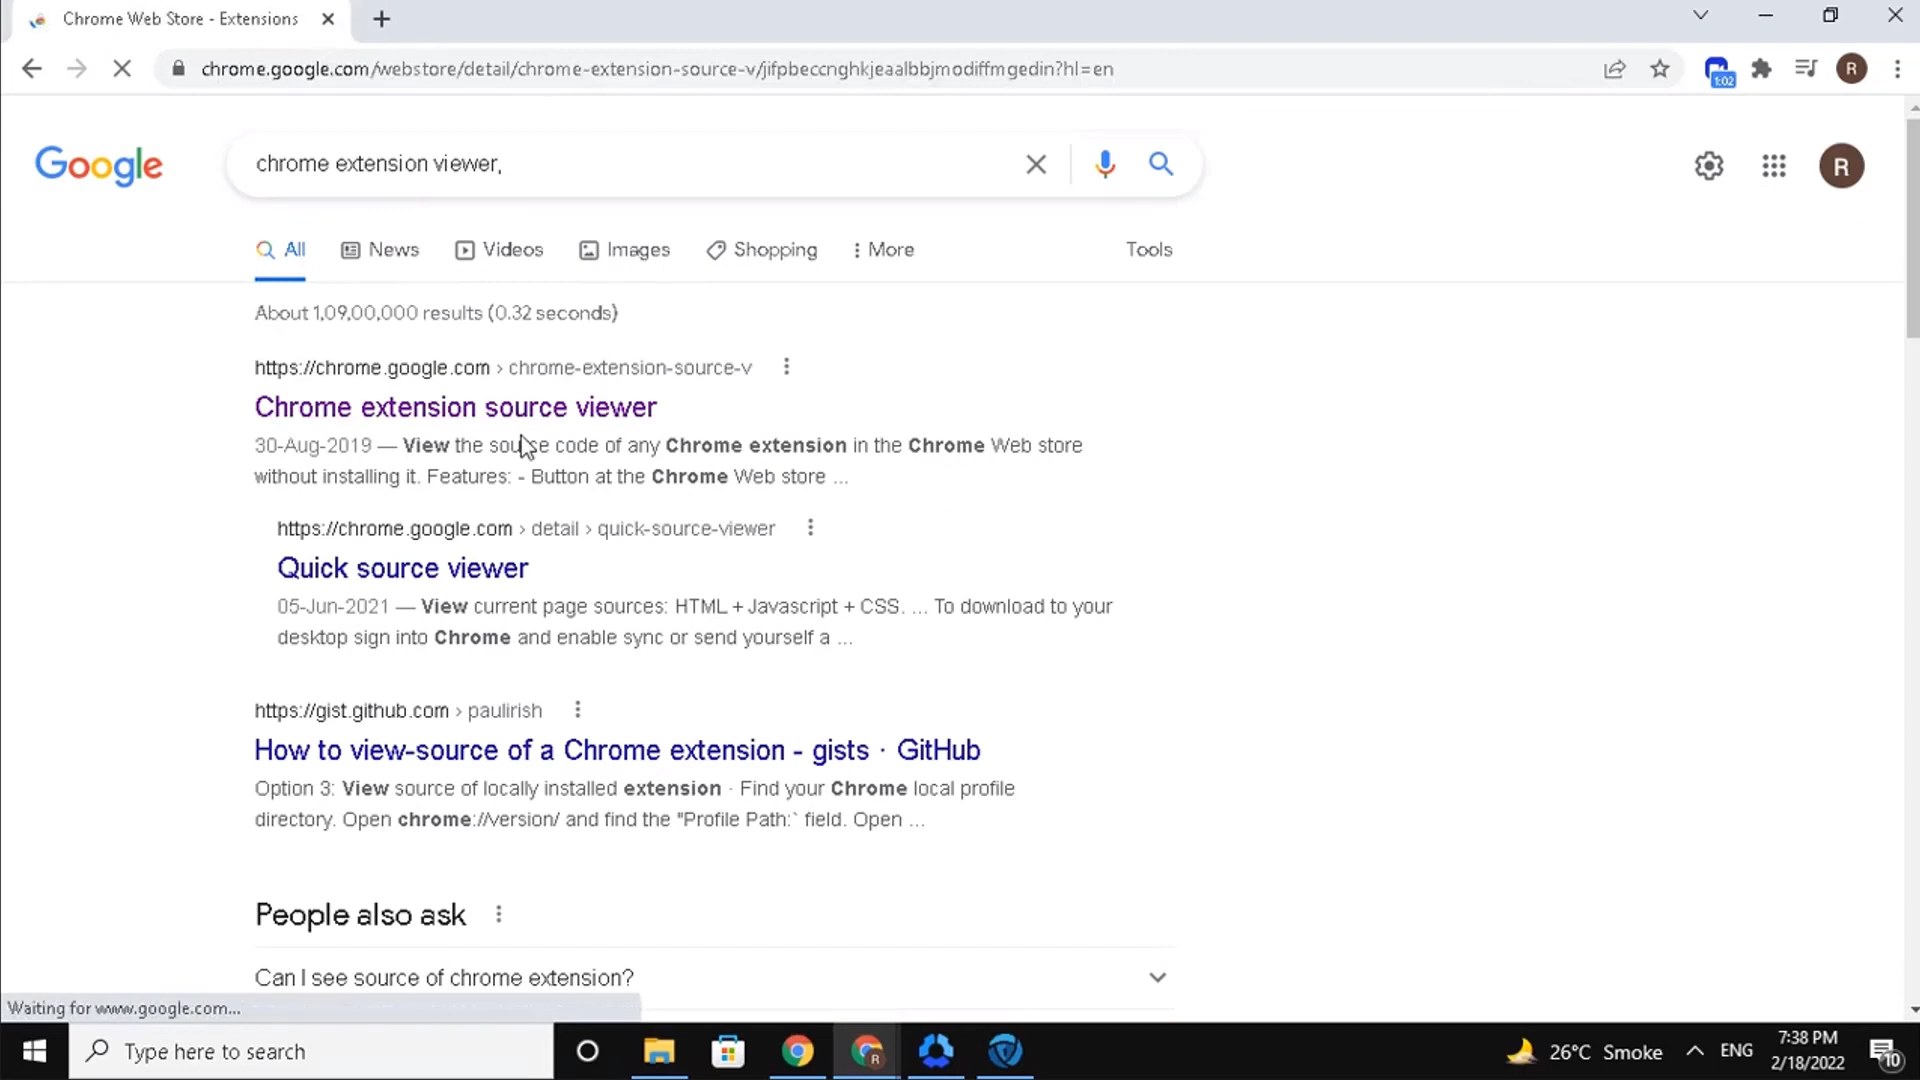 Chrome Web Store - Extensions
chrome.google.com/webstore/detail/chrome-extension-source-v/jifpbeccnghkjeaalbbjmodiffmgedin?hl=en
1:02
R
Google
chrome extension viewer,
R
All
News
Videos
Images
Shopping
More
Tools
About 1,09,00,000 results (0.32 seconds)
https://chrome.google.com › chrome-extension-source-v
Chrome extension source viewer
30-Aug-2019 — View the source code of any Chrome extension in the Chrome Web store
without installing it. Features: - Button at the Chrome Web store ...
https://chrome.google.com › detail › quick-source-viewer
Quick source viewer
05-Jun-2021 — View current page sources: HTML + Javascript + CSS. ... To download to your
desktop sign into Chrome and enable sync or send yourself a ...
https://gist.github.com › paulirish
How to view-source of a Chrome extension - gists · GitHub
Option 3: View source of locally installed extension · Find your Chrome local profile
directory. Open chrome://version/ and find the "Profile Path:` field. Open ...
People also ask
Can I see source of chrome extension?
Waiting for www.google.com...
Type here to search
R
26°C Smoke
ENG
7:38 PM
2/18/2022
10